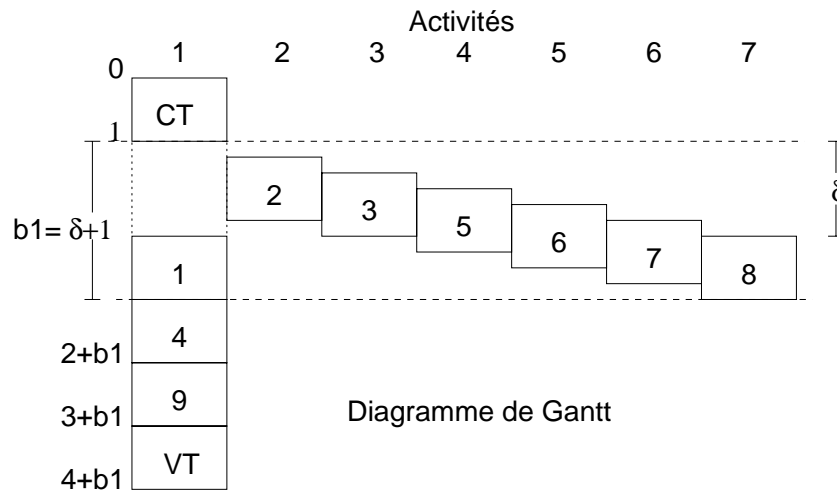 Activités
1 2 3 4 5 6 7
0
CT
1
2
3
5
6
7
8
b1= δ+1
δ
1
4
2+b1
9
3+b1
Diagramme de Gantt
VT
4+b1